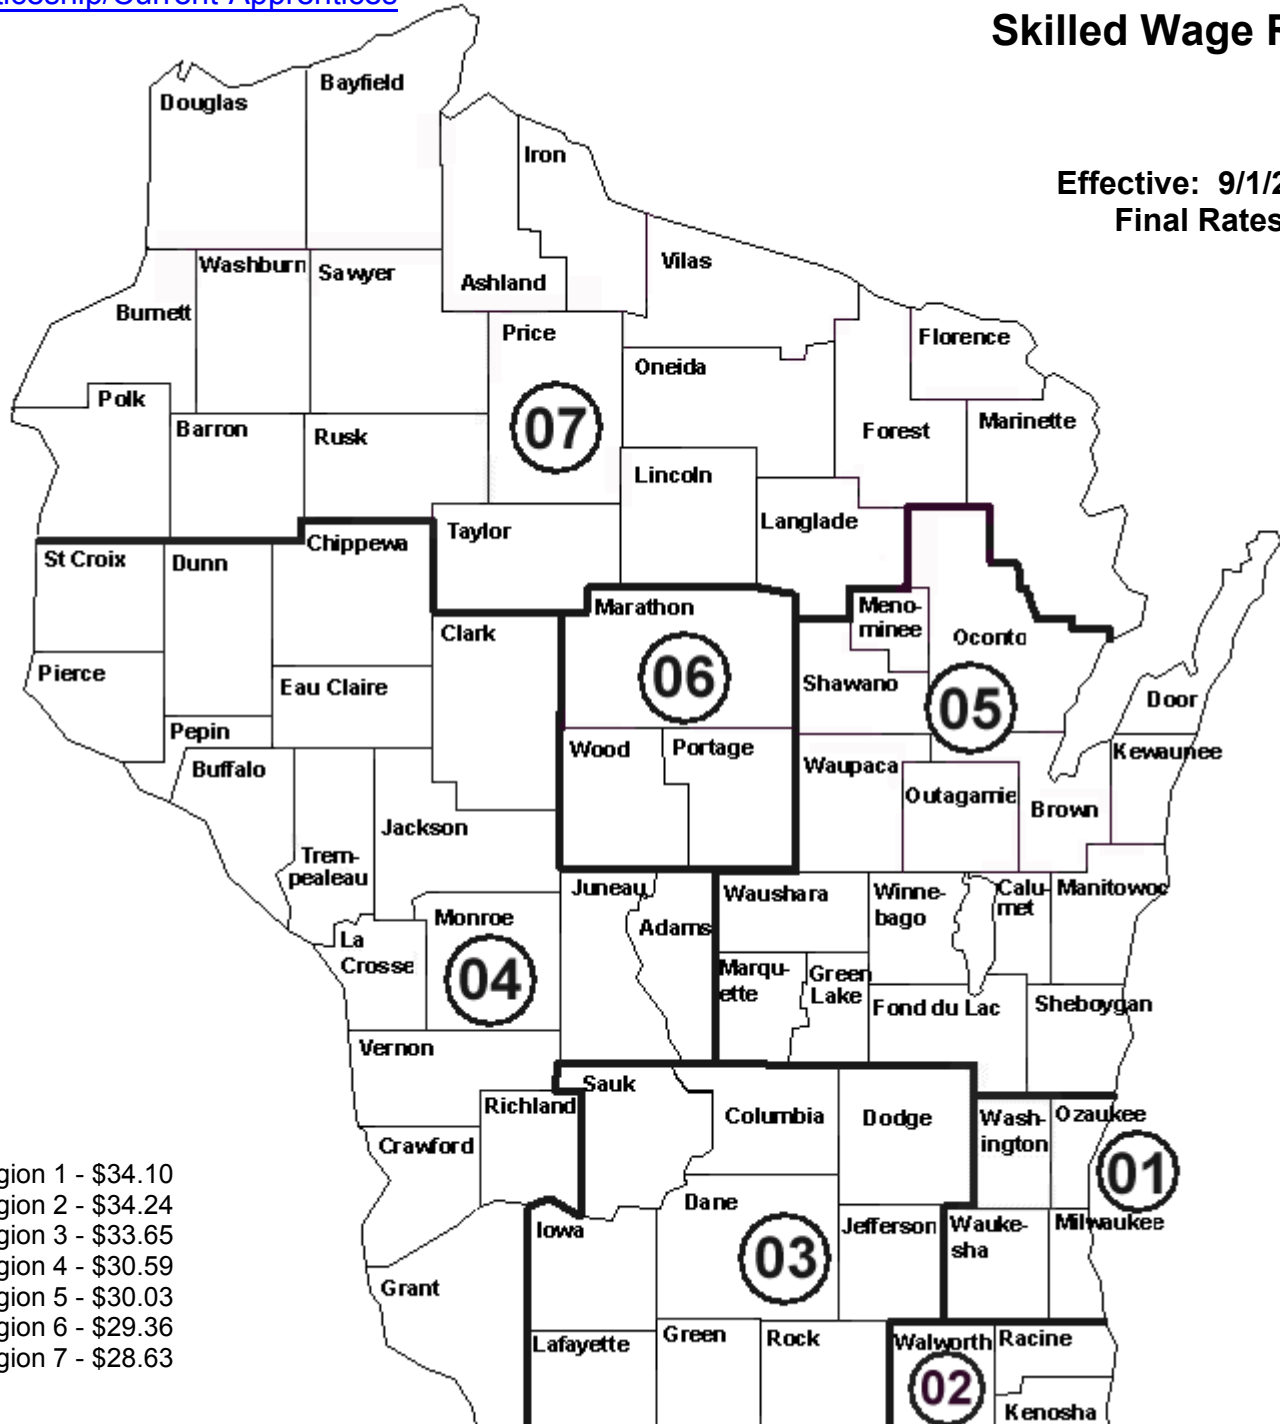 ticeship/Current-Apprentices
Skilled Wage R
Effective: 9/1/2
Final Rates
Douglas
Bayfield
Iron
Vilas
Ashland
Washburn
Sawyer
Burnett
Price
Florence
Oneida
Polk
Barron
Rusk
07
Forest
Marinette
Lincoln
Langlade
Taylor
Chippewa
St Croix
Dunn
Marathon
Meno-
minee
Oconto
Clark
06
Pierce
Eau Claire
Shawano
05
Door
Pepin
Wood
Portage
Kewaunee
Buffalo
Waupaca
Outagamie
Brown
Jackson
Trem-
pealeau
Juneau
Waushara
Winne-
bago
Calu-
met
Manitowoc
Monroe
Adams
La
Crosse
04
Marqu-
ette
Green
Lake
Fond du Lac
Sheboygan
Vernon
Sauk
Richland
Columbia
Dodge
Wash-
ington
Ozaukee
Crawford
01
Dane
Iowa
Jefferson
Wauke-
sha
Milwaukee
03
Grant
Lafayette
Green
Rock
Walworth
Racine
02
Kenosha
gion 1 - $34.10
gion 2 - $34.24
gion 3 - $33.65
gion 4 - $30.59
gion 5 - $30.03
gion 6 - $29.36
gion 7 - $28.63